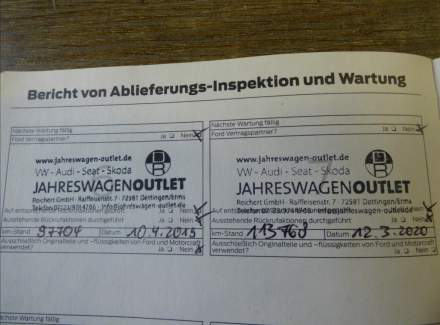 Bericht von Ablieferungs-Inspektion und Wartung
Nächste Wartung fällig
Ford Vertragspartner? Ja Nein
www.jahreswagen-outlet.de
VW - Audi - Seat - Skoda
JAHRESWAGENOUTLET
Reichert GmbH · Raiffeisenstr. 7 · 72581 Dettingen/Erms
Ausstehende Rückrufaktionen durchgeführt
km-Stand 97704 Datum 10.4.2019
Ausschließlich Originalteile und -flüssigkeiten von Ford und Motorcraft
verwendet? Ja Nein
Nächste Wartung fällig
Ford Vertragspartner? Ja Nein
www.jahreswagen-outlet.de
VW - Audi - Seat - Skoda
JAHRESWAGENOUTLET
Reichert GmbH · Raiffeisenstr. 7 · 72581 Dettingen/Erms
Ausstehende Rückrufaktionen durchgeführt
km-Stand 113768 Datum 12.3.2020
Ausschließlich Originalteile und -flüssigkeiten von Ford und Motorcraft
verwendet? Ja Nein
Nächste Wartung fällig